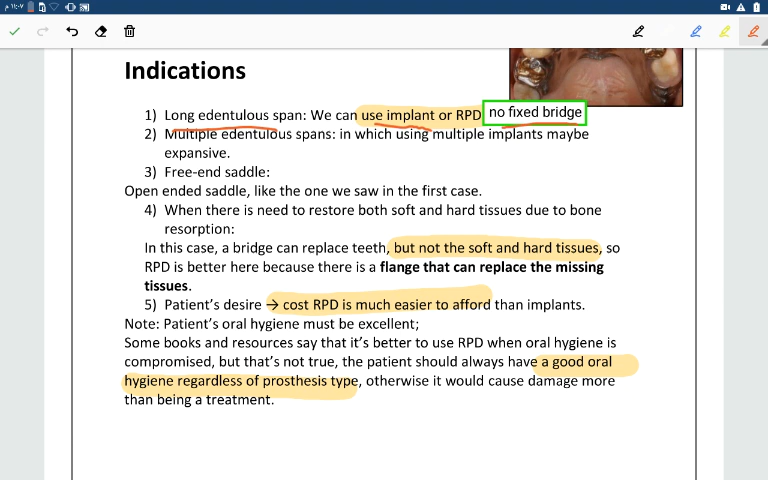 م ١١:٠٧
Indications
1) Long edentulous span: We can use implant or RPD no fixed bridge
2) Multiple edentulous spans: in which using multiple implants maybe
expansive.
3) Free-end saddle:
Open ended saddle, like the one we saw in the first case.
4) When there is need to restore both soft and hard tissues due to bone
resorption:
In this case, a bridge can replace teeth, but not the soft and hard tissues, so
RPD is better here because there is a flange that can replace the missing
tissues.
5) Patient’s desire → cost RPD is much easier to afford than implants.
Note: Patient’s oral hygiene must be excellent;
Some books and resources say that it’s better to use RPD when oral hygiene is
compromised, but that’s not true, the patient should always have a good oral
hygiene regardless of prosthesis type, otherwise it would cause damage more
than being a treatment.